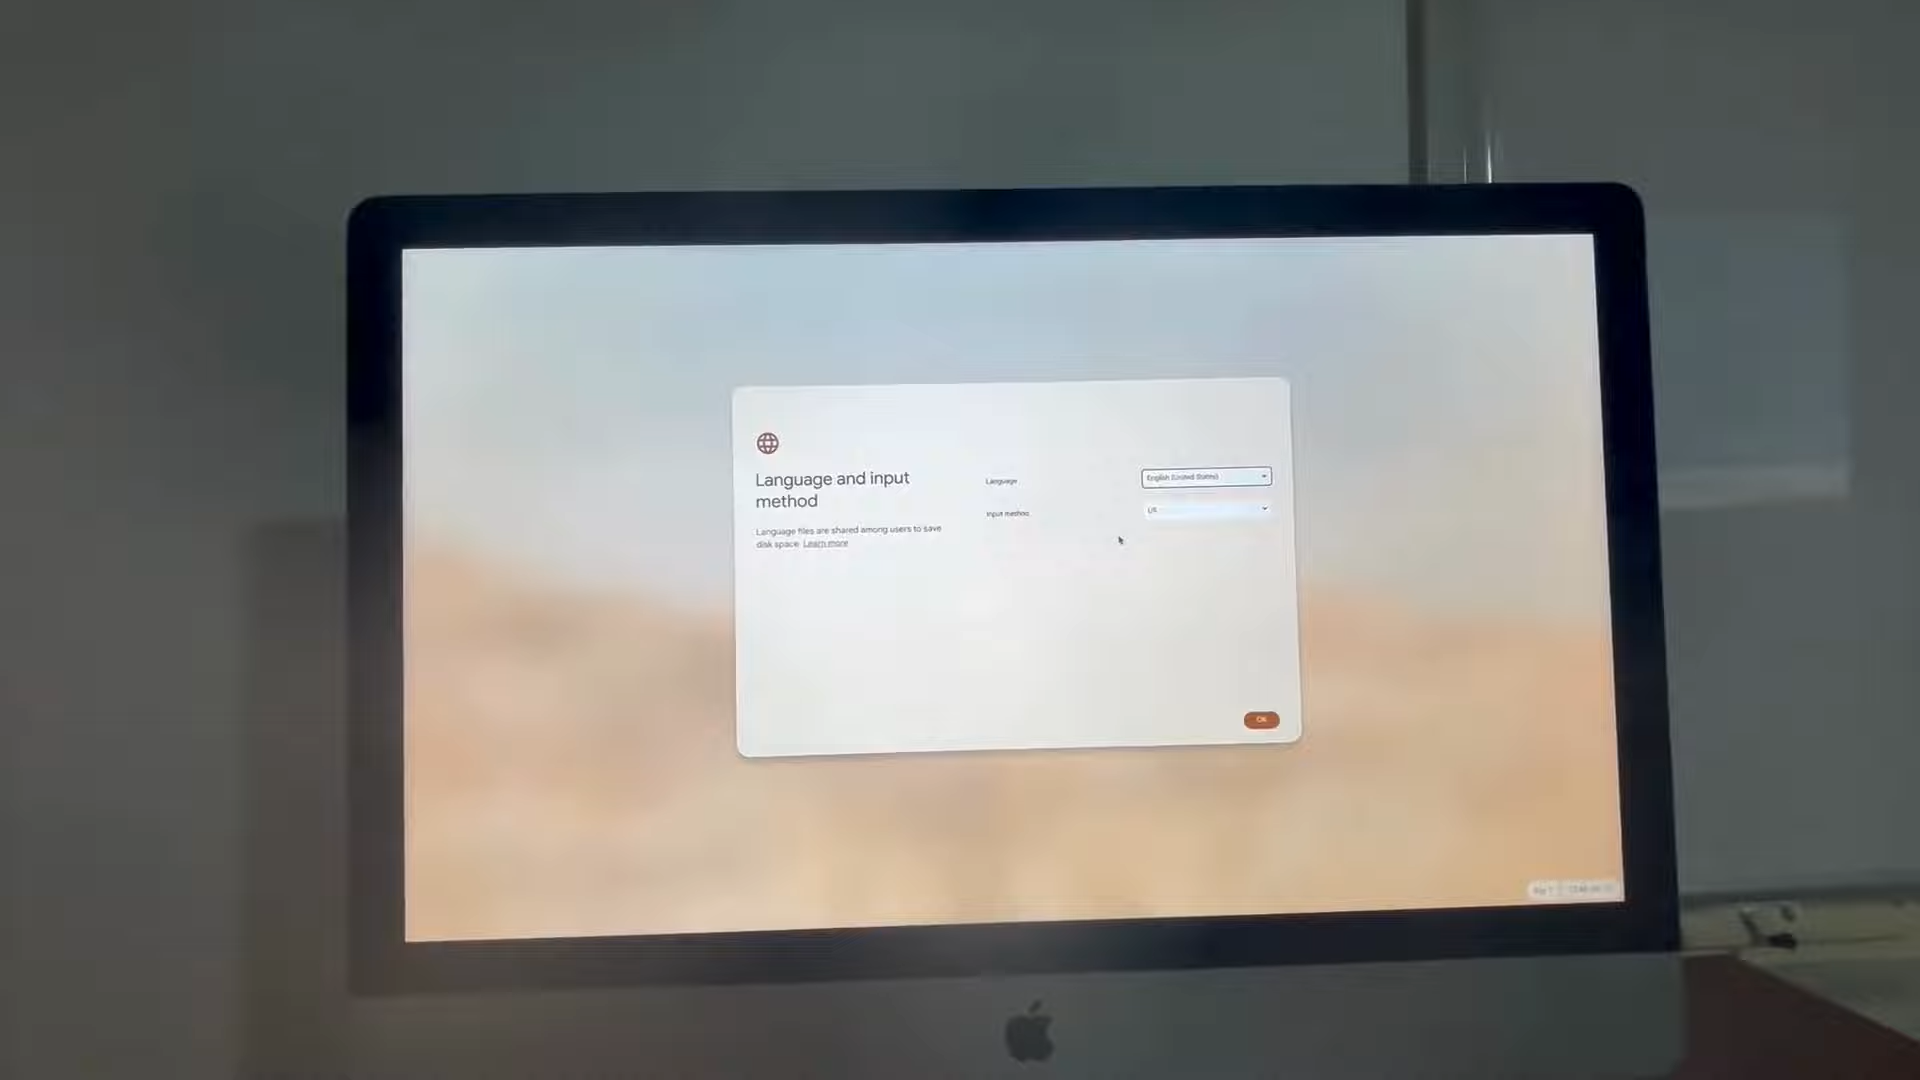 Language and input
method
Language files are shared among users to save
disk space. Learn more
Language
English (United States)
Input method
US
OK